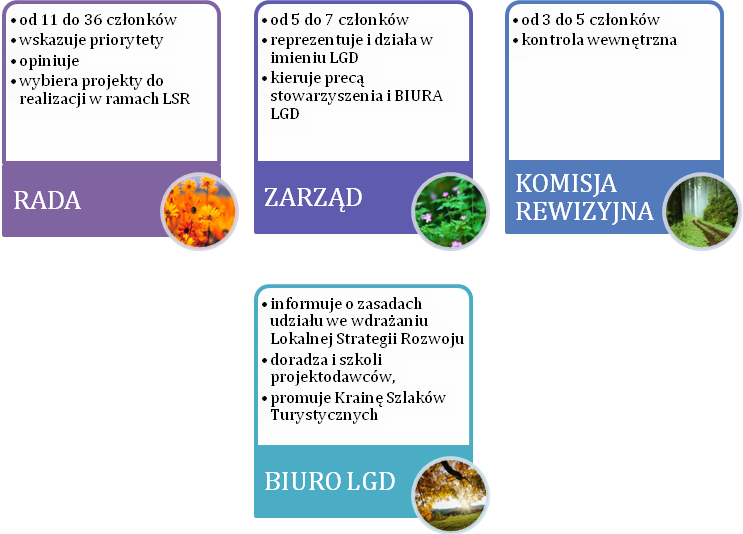 • od 11 do 36 członków
• wskazuje priorytety
• opiniuje
• wybiera projekty do
realizacji w ramach LSR
RADA
• od 5 do 7 członków
• reprezentuje i działa w
imieniu LGD
• kieruje precą
stowarzyszenia i BIURA
LGD
ZARZĄD
• od 3 do 5 członków
• kontrola wewnętrzna
KOMISJA
REWIZYJNA
• informuje o zasadach
udziału we wdrażaniu
Lokalnej Strategii Rozwoju
• doradza i szkoli
projektodawców,
• promuje Krainę Szlaków
Turystycznych
BIURO LGD